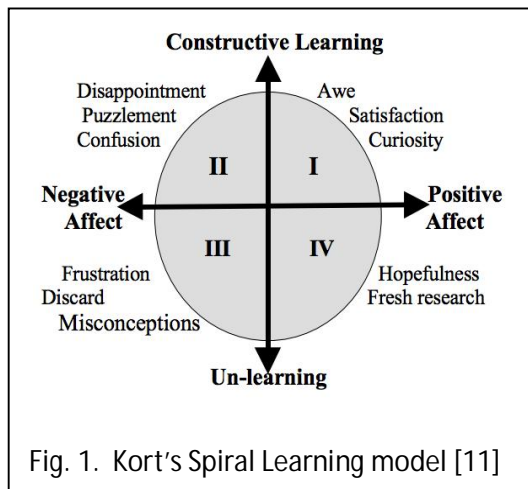 Constructive Learning
Disappointment
Puzzlement
Confusion
Awe
Satisfaction
Curiosity
II
I
Negative
Affect
Positive
Affect
III
IV
Frustration
Discard
Misconceptions
Hopefulness
Fresh research
Un-learning
Fig. 1. Kort's Spiral Learning model [11]